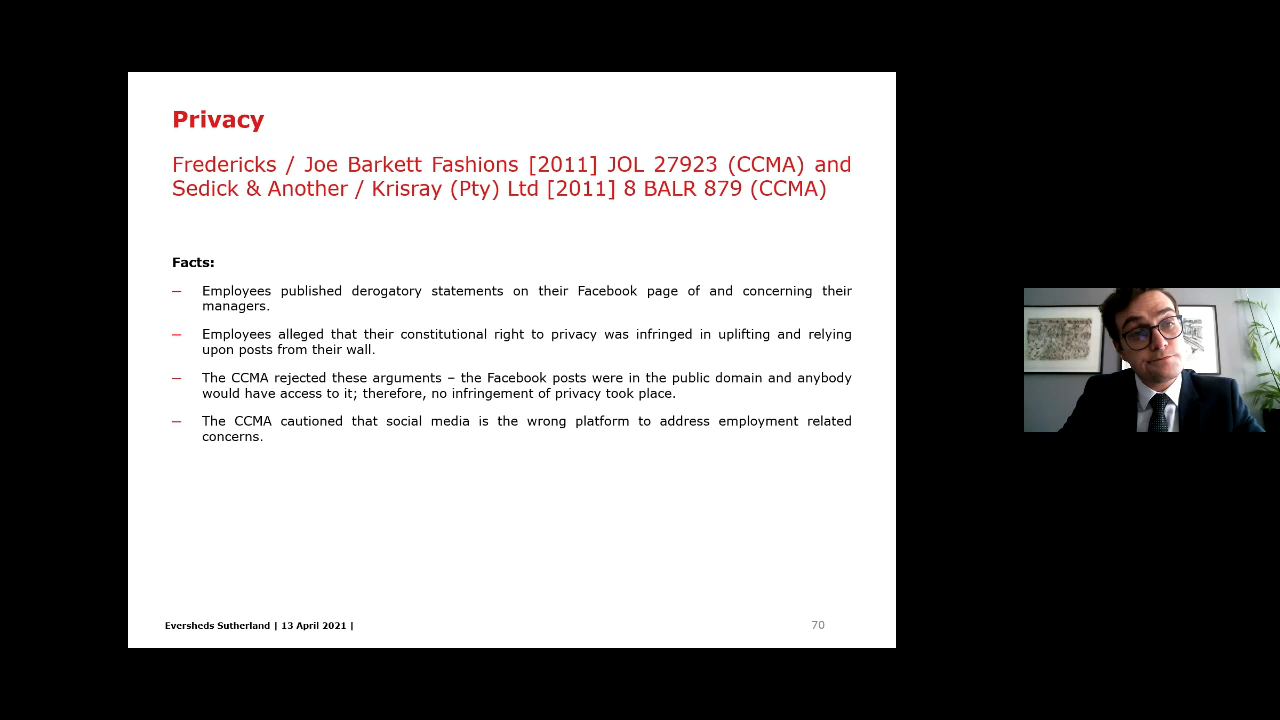 Privacy
Fredericks / Joe Barkett Fashions [2011] JOL 27923 (CCMA) and
Sedick & Another / Krisray (Pty) Ltd [2011] 8 BALR 879 (CCMA)
Facts:
— Employees published derogatory statements on their Facebook page of and concerning their
managers.
— Employees alleged that their constitutional right to privacy was infringed in uplifting and relying
upon posts from their wall.
— The CCMA rejected these arguments – the Facebook posts were in the public domain and anybody
would have access to it; therefore, no infringement of privacy took place.
— The CCMA cautioned that social media is the wrong platform to address employment related
concerns.
Eversheds Sutherland | 13 April 2021 |
70